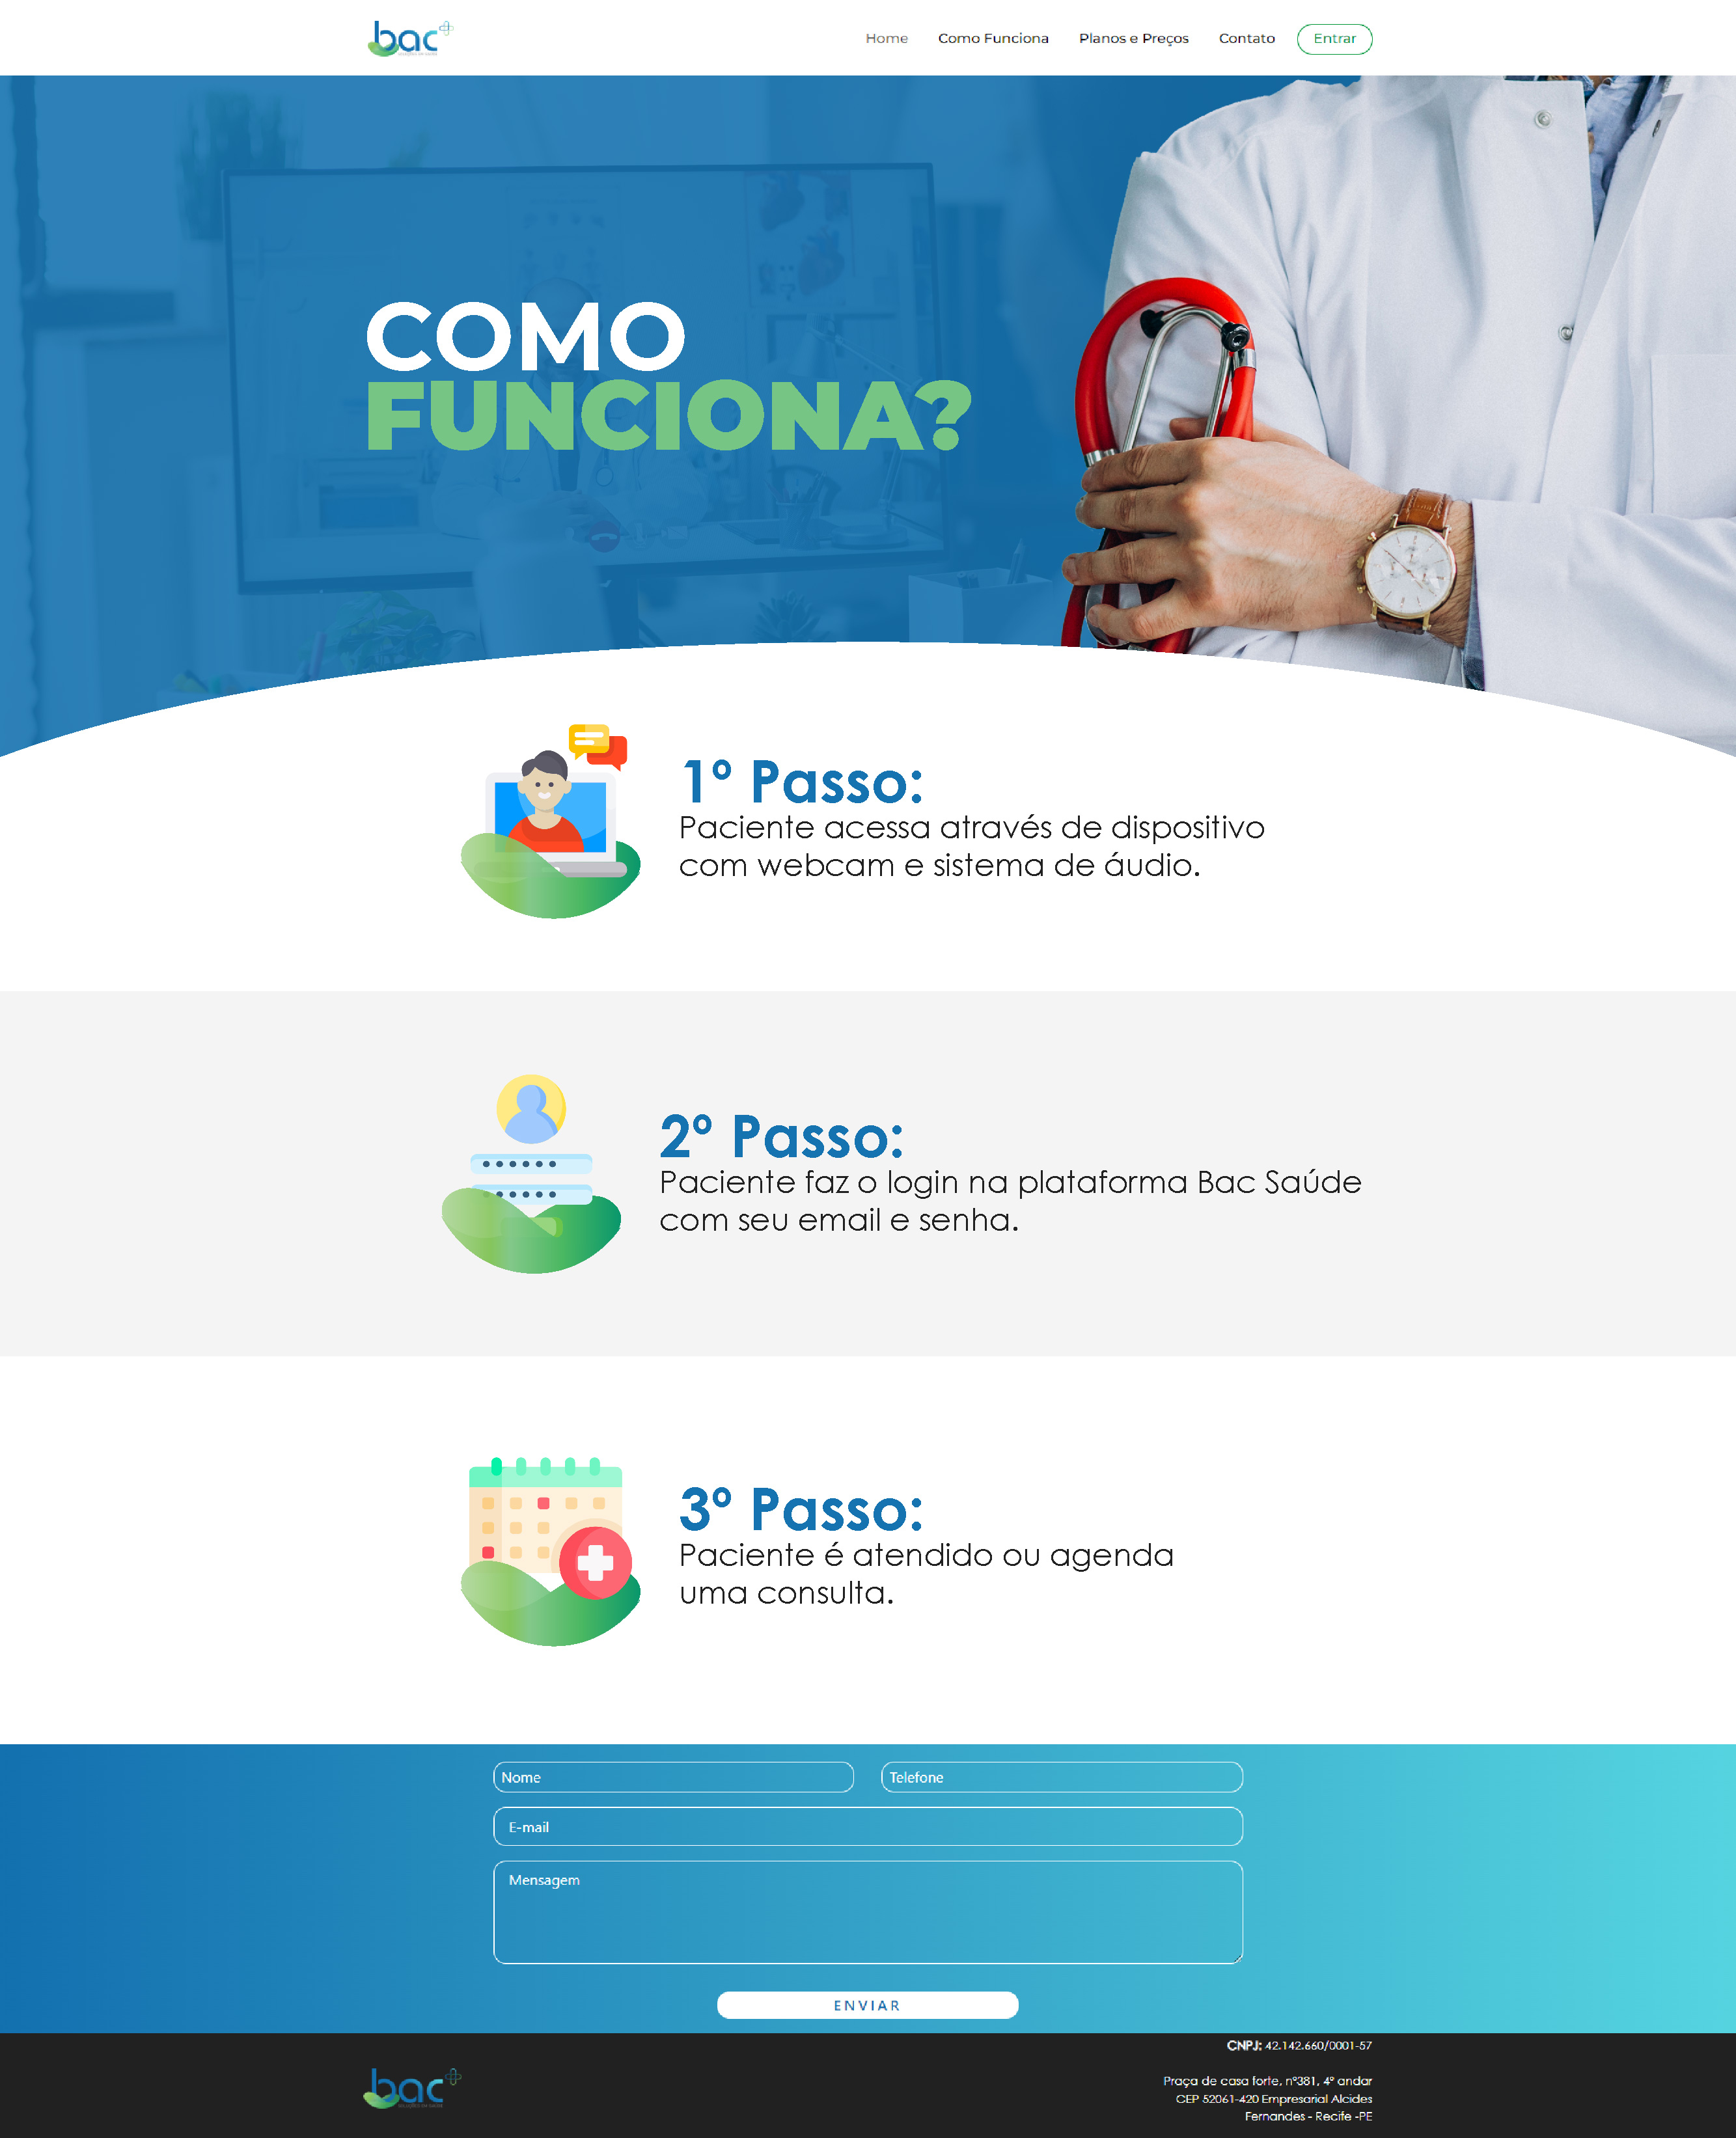 bac
Home
Como Funciona
Planos e Preços
Contato
Entrar
COMO
FUNCIONA?
1º Passo:
Paciente acessa através de dispositivo
com webcam e sistema de áudio.
2º Passo:
Paciente faz o login na plataforma Bac Saúde
com seu email e senha.
3º Passo:
Paciente é atendido ou agenda
uma consulta.
Nome
Telefone
E-mail
Mensagem
ENVIAR
bac
CNPJ: 42.142.660/0001-57
Praça de casa forte, nº381, 4º andar
CEP 52061-420 Empresarial Alcides
Fernandes - Recife -PE